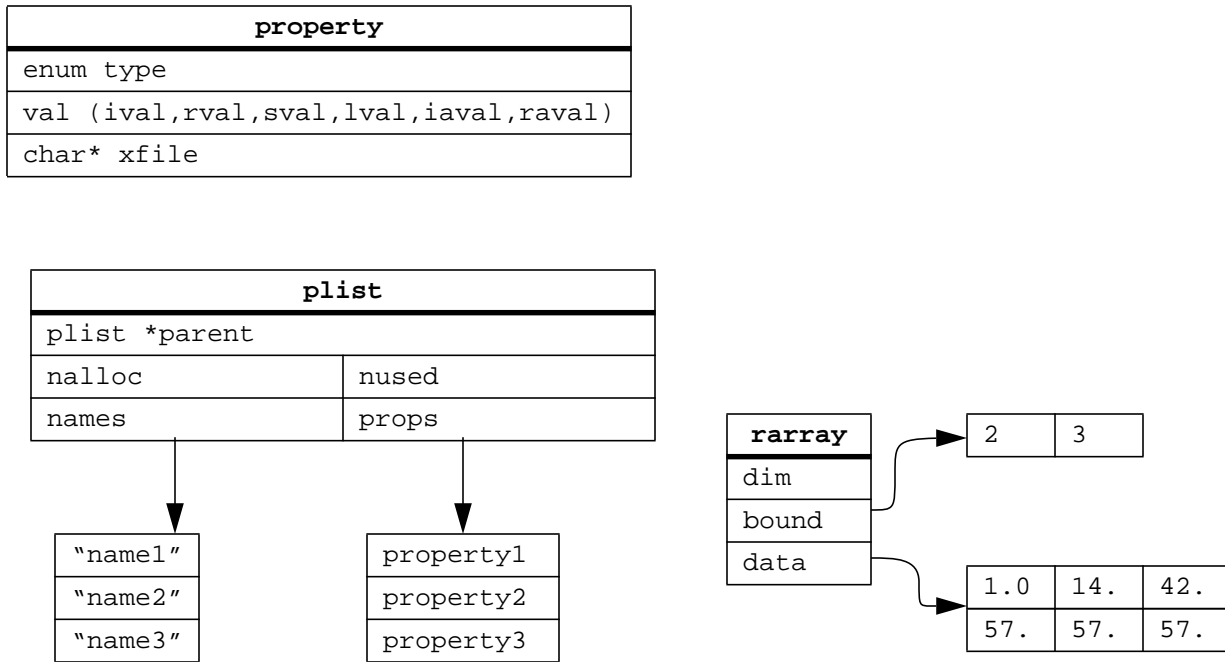 property
enum type
val (ival,rval,sval,lval,iaval,raval)
char* xfile
plist
plist *parent
nalloc nused
names props
“name1” property1
“name2” property2
“name3” property3
rarray
dim
bound
data
2 3
1.0 14. 42.
57. 57. 57.